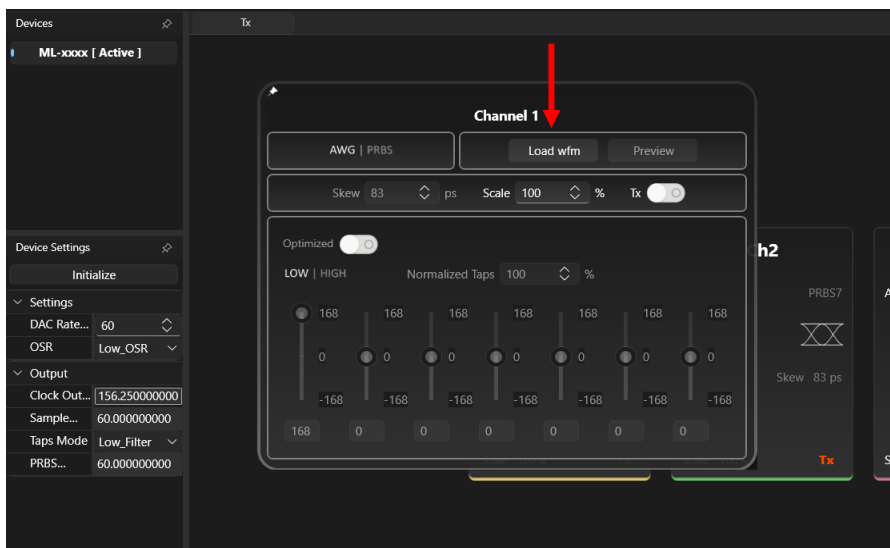 Devices
Tx
ML-xxxx [ Active ]
Channel 1
AWG | PRBS
Load wfm
Preview
Skew 83 ps
Scale 100 %
Tx
Optimized
LOW | HIGH
Normalized Taps 100 %
168 168 168 168 168 168 168
0 0 0 0 0 0
-168 -168 -168 -168 -168 -168 -168
168 0 0 0 0 0 0
h2
PRBS7
Skew 83 ps
Tx
A
S
Device Settings
Initialize
Settings
DAC Rate... 60
OSR Low_OSR
Output
Clock Out... 156.250000000
Sample... 60.000000000
Taps Mode Low_Filter
PRBS... 60.000000000